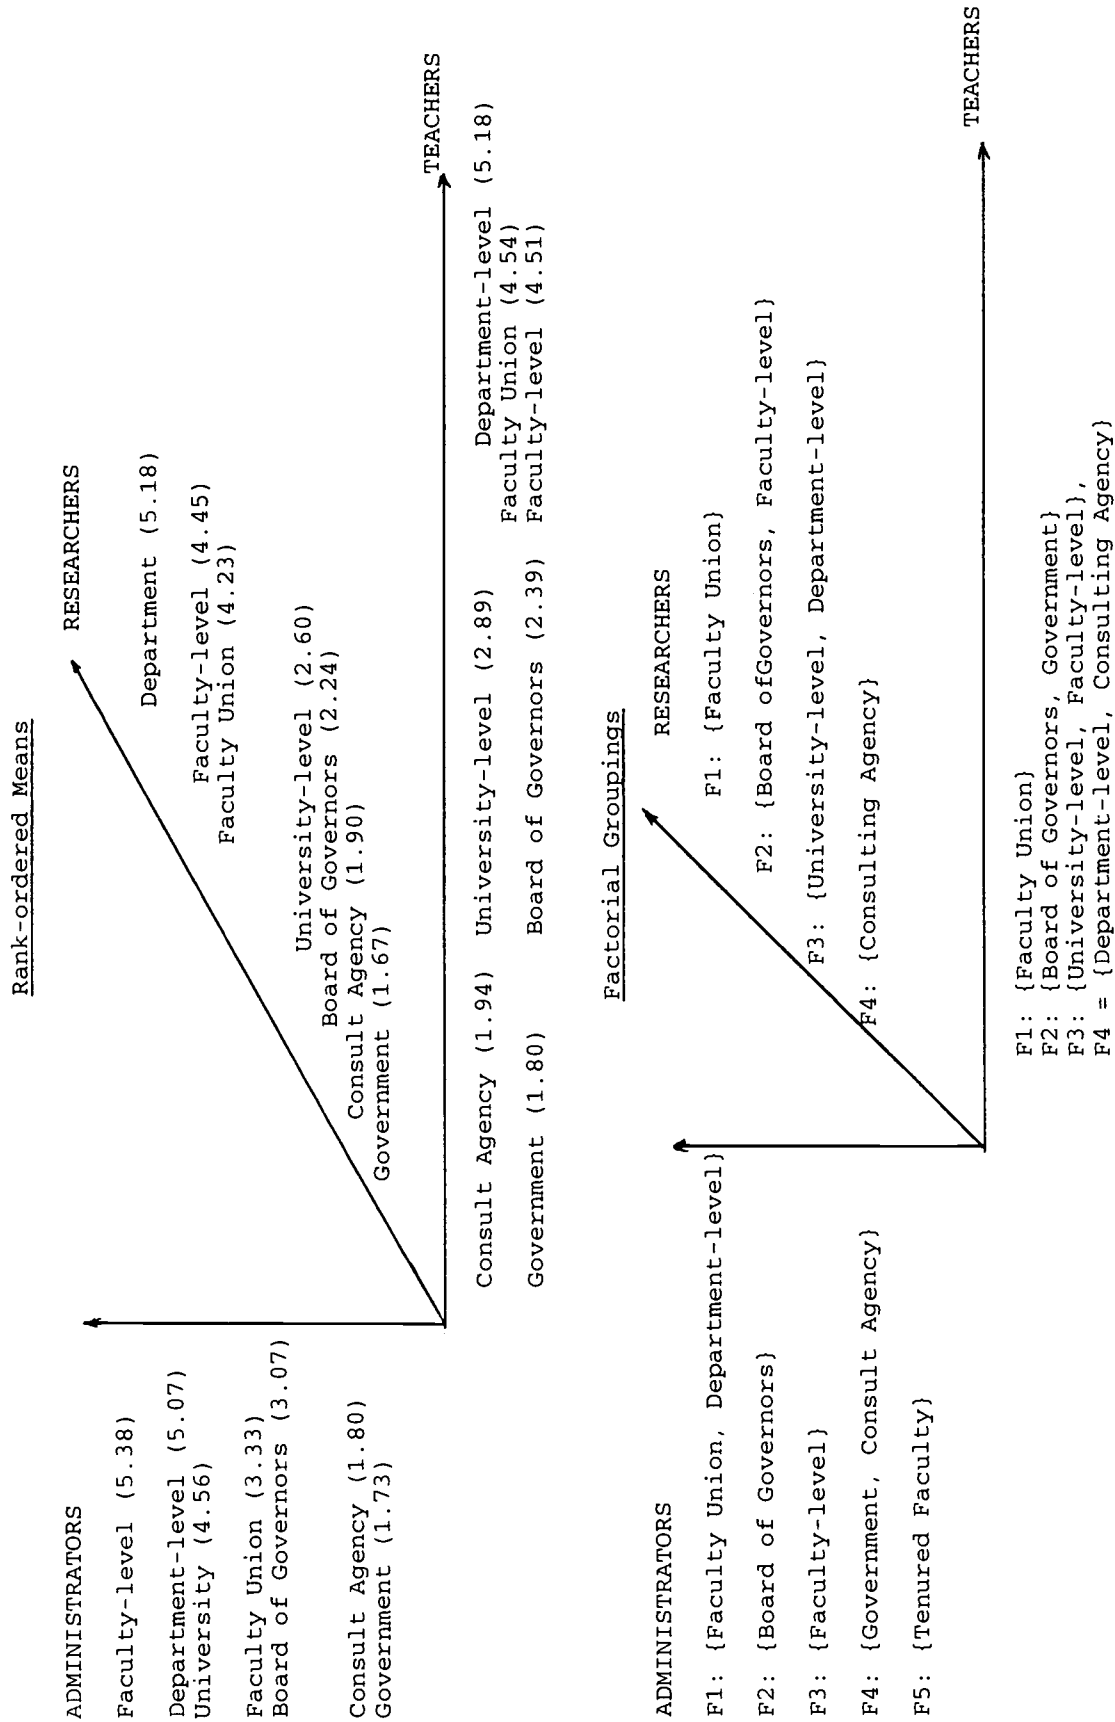 Rank-ordered Means
ADMINISTRATORS
Faculty-level (5.38)
Department-level (5.07)
University (4.56)
Faculty Union (3.33)
Board of Governors (3.07)
Consult Agency (1.80)
Government (1.73)
RESEARCHERS
Department (5.18)
Faculty-level (4.45)
Faculty Union (4.23)
University-level (2.60)
Board of Governors (2.24)
Consult Agency (1.90)
Government (1.67)
TEACHERS
Department-level (5.18)
Faculty Union (4.54)
Faculty-level (4.51)
University-level (2.89)
Board of Governors (2.39)
Consult Agency (1.94)
Government (1.80)
Factorial Groupings
ADMINISTRATORS
F1: {Faculty Union, Department-level}
F2: {Board of Governors}
F3: {Faculty-level}
F4: {Government, Consult Agency}
F5: {Tenured Faculty}
RESEARCHERS
F1: {Faculty Union}
F2: {Board ofGovernors, Faculty-level}
F3: {University-level, Department-level}
F4: {Consulting Agency}
TEACHERS
F1: {Faculty Union}
F2: {Board of Governors, Government}
F3: {University-level, Faculty-level},
F4 = {Department-level, Consulting Agency}